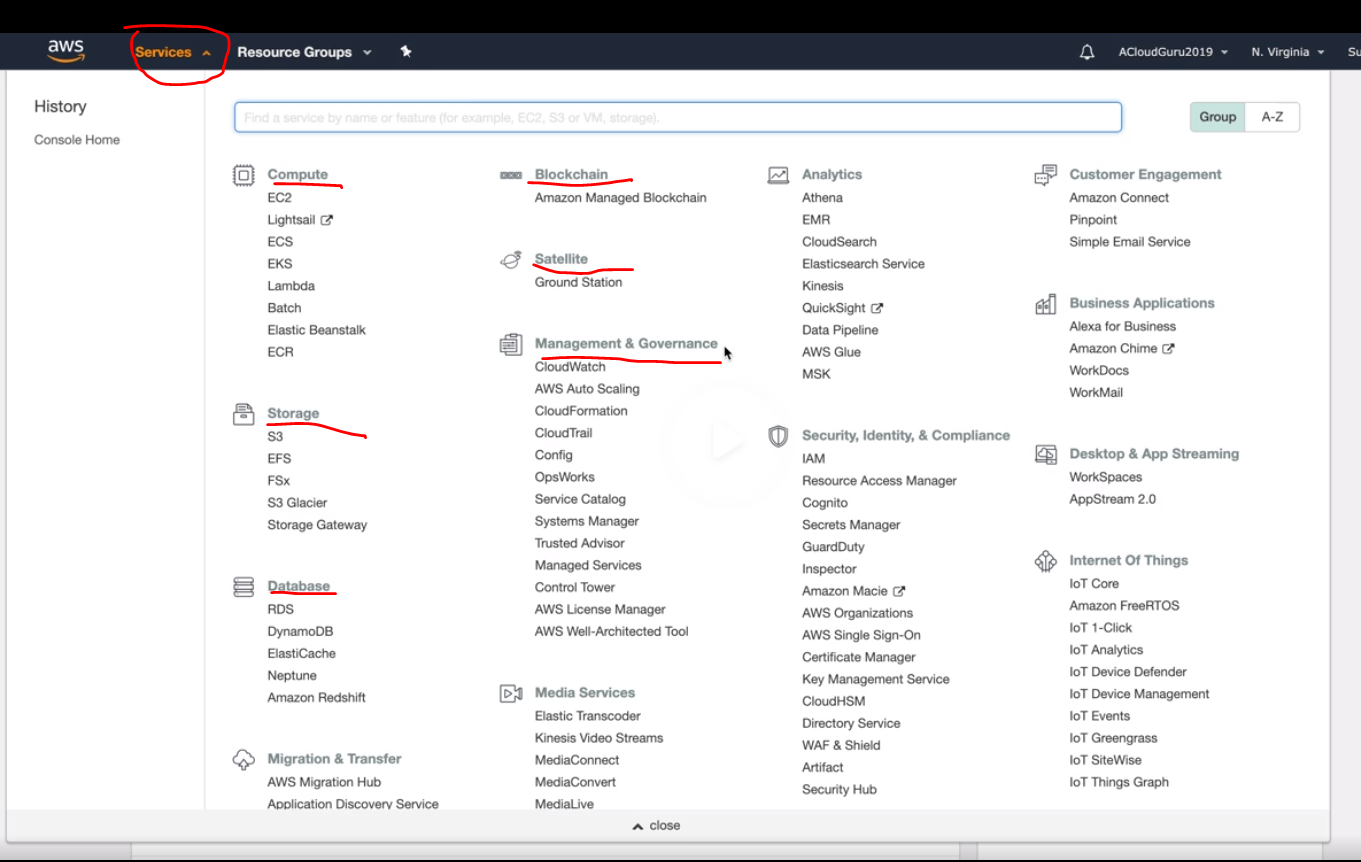 aws
Services
Resource Groups
ACloudGuru2019
N. Virginia
History
Console Home
Find a service by name or feature (for example, EC2, S3 or VM, storage).
Group
A-Z
Compute
EC2
Lightsail
ECS
EKS
Lambda
Batch
Elastic Beanstalk
ECR
Storage
S3
EFS
FSx
S3 Glacier
Storage Gateway
Database
RDS
DynamoDB
ElastiCache
Neptune
Amazon Redshift
Migration & Transfer
AWS Migration Hub
Application Discovery Service
Blockchain
Amazon Managed Blockchain
Satellite
Ground Station
Management & Governance
CloudWatch
AWS Auto Scaling
CloudFormation
CloudTrail
Config
OpsWorks
Service Catalog
Systems Manager
Trusted Advisor
Managed Services
Control Tower
AWS License Manager
AWS Well-Architected Tool
Media Services
Elastic Transcoder
Kinesis Video Streams
MediaConnect
MediaConvert
MediaLive
Analytics
Athena
EMR
CloudSearch
Elasticsearch Service
Kinesis
QuickSight
Data Pipeline
AWS Glue
MSK
Security, Identity, & Compliance
IAM
Resource Access Manager
Cognito
Secrets Manager
GuardDuty
Inspector
Amazon Macie
AWS Organizations
AWS Single Sign-On
Certificate Manager
Key Management Service
CloudHSM
Directory Service
WAF & Shield
Artifact
Security Hub
Customer Engagement
Amazon Connect
Pinpoint
Simple Email Service
Business Applications
Alexa for Business
Amazon Chime
WorkDocs
WorkMail
Desktop & App Streaming
WorkSpaces
AppStream 2.0
Internet Of Things
IoT Core
Amazon FreeRTOS
IoT 1-Click
IoT Analytics
IoT Device Defender
IoT Device Management
IoT Events
IoT Greengrass
IoT SiteWise
IoT Things Graph
close